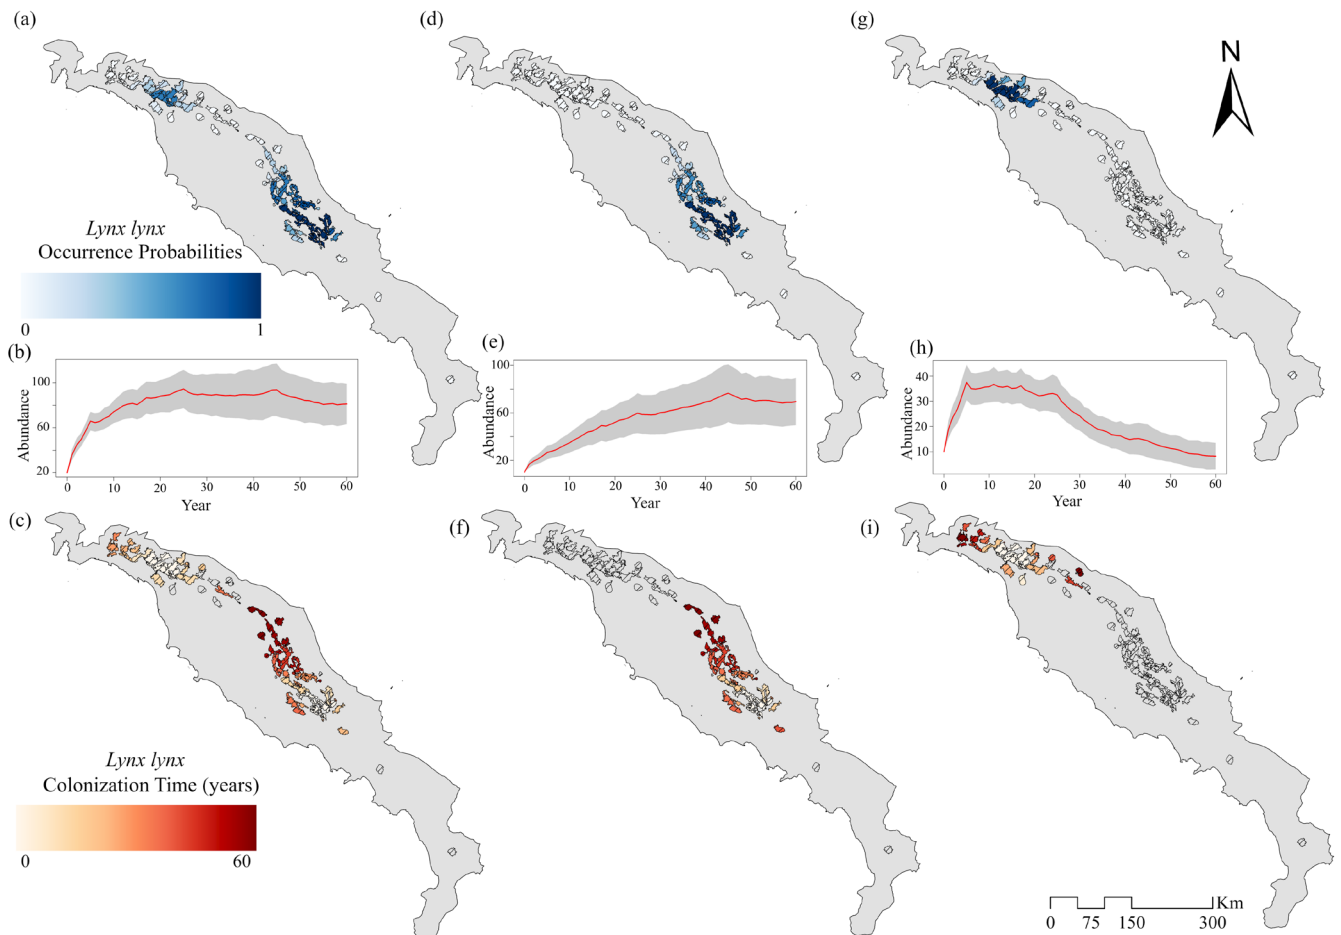 (a)
(d)
(g)
N
Lynx lynx
Occurrence Probabilities
0 1
(b)
100
60
20
Abundance
0 10 20 30 40 50 60
Year
(e)
100
60
20
Abundance
0 10 20 30 40 50 60
Year
(h)
40
30
20
10
Abundance
0 10 20 30 40 50 60
Year
(c)
(f)
(i)
Lynx lynx
Colonization Time (years)
0 60
Km
0 75 150 300